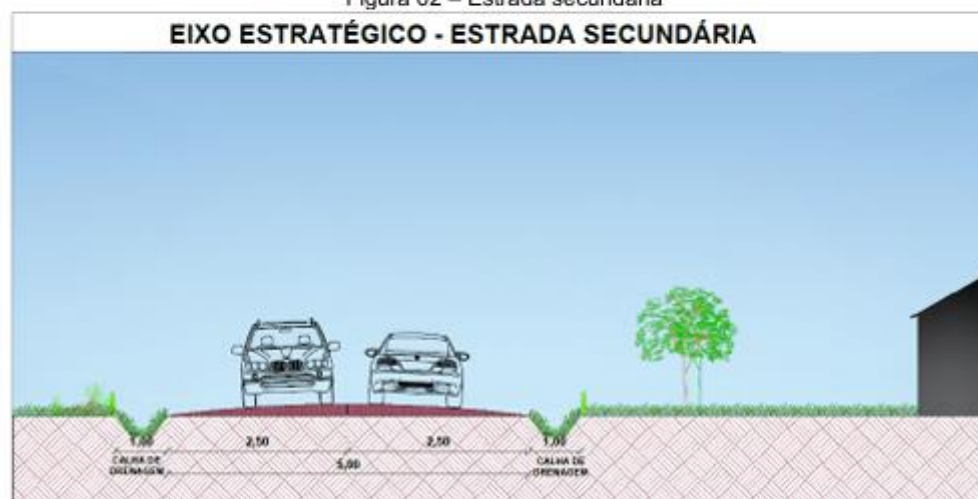 Figura 02 – Estrada secundária
EIXO ESTRATÉGICO - ESTRADA SECUNDÁRIA
1,00 2,50 2,50 1,00
CALHA DE DRENAGEM 5,00 CALHA DE DRENAGEM